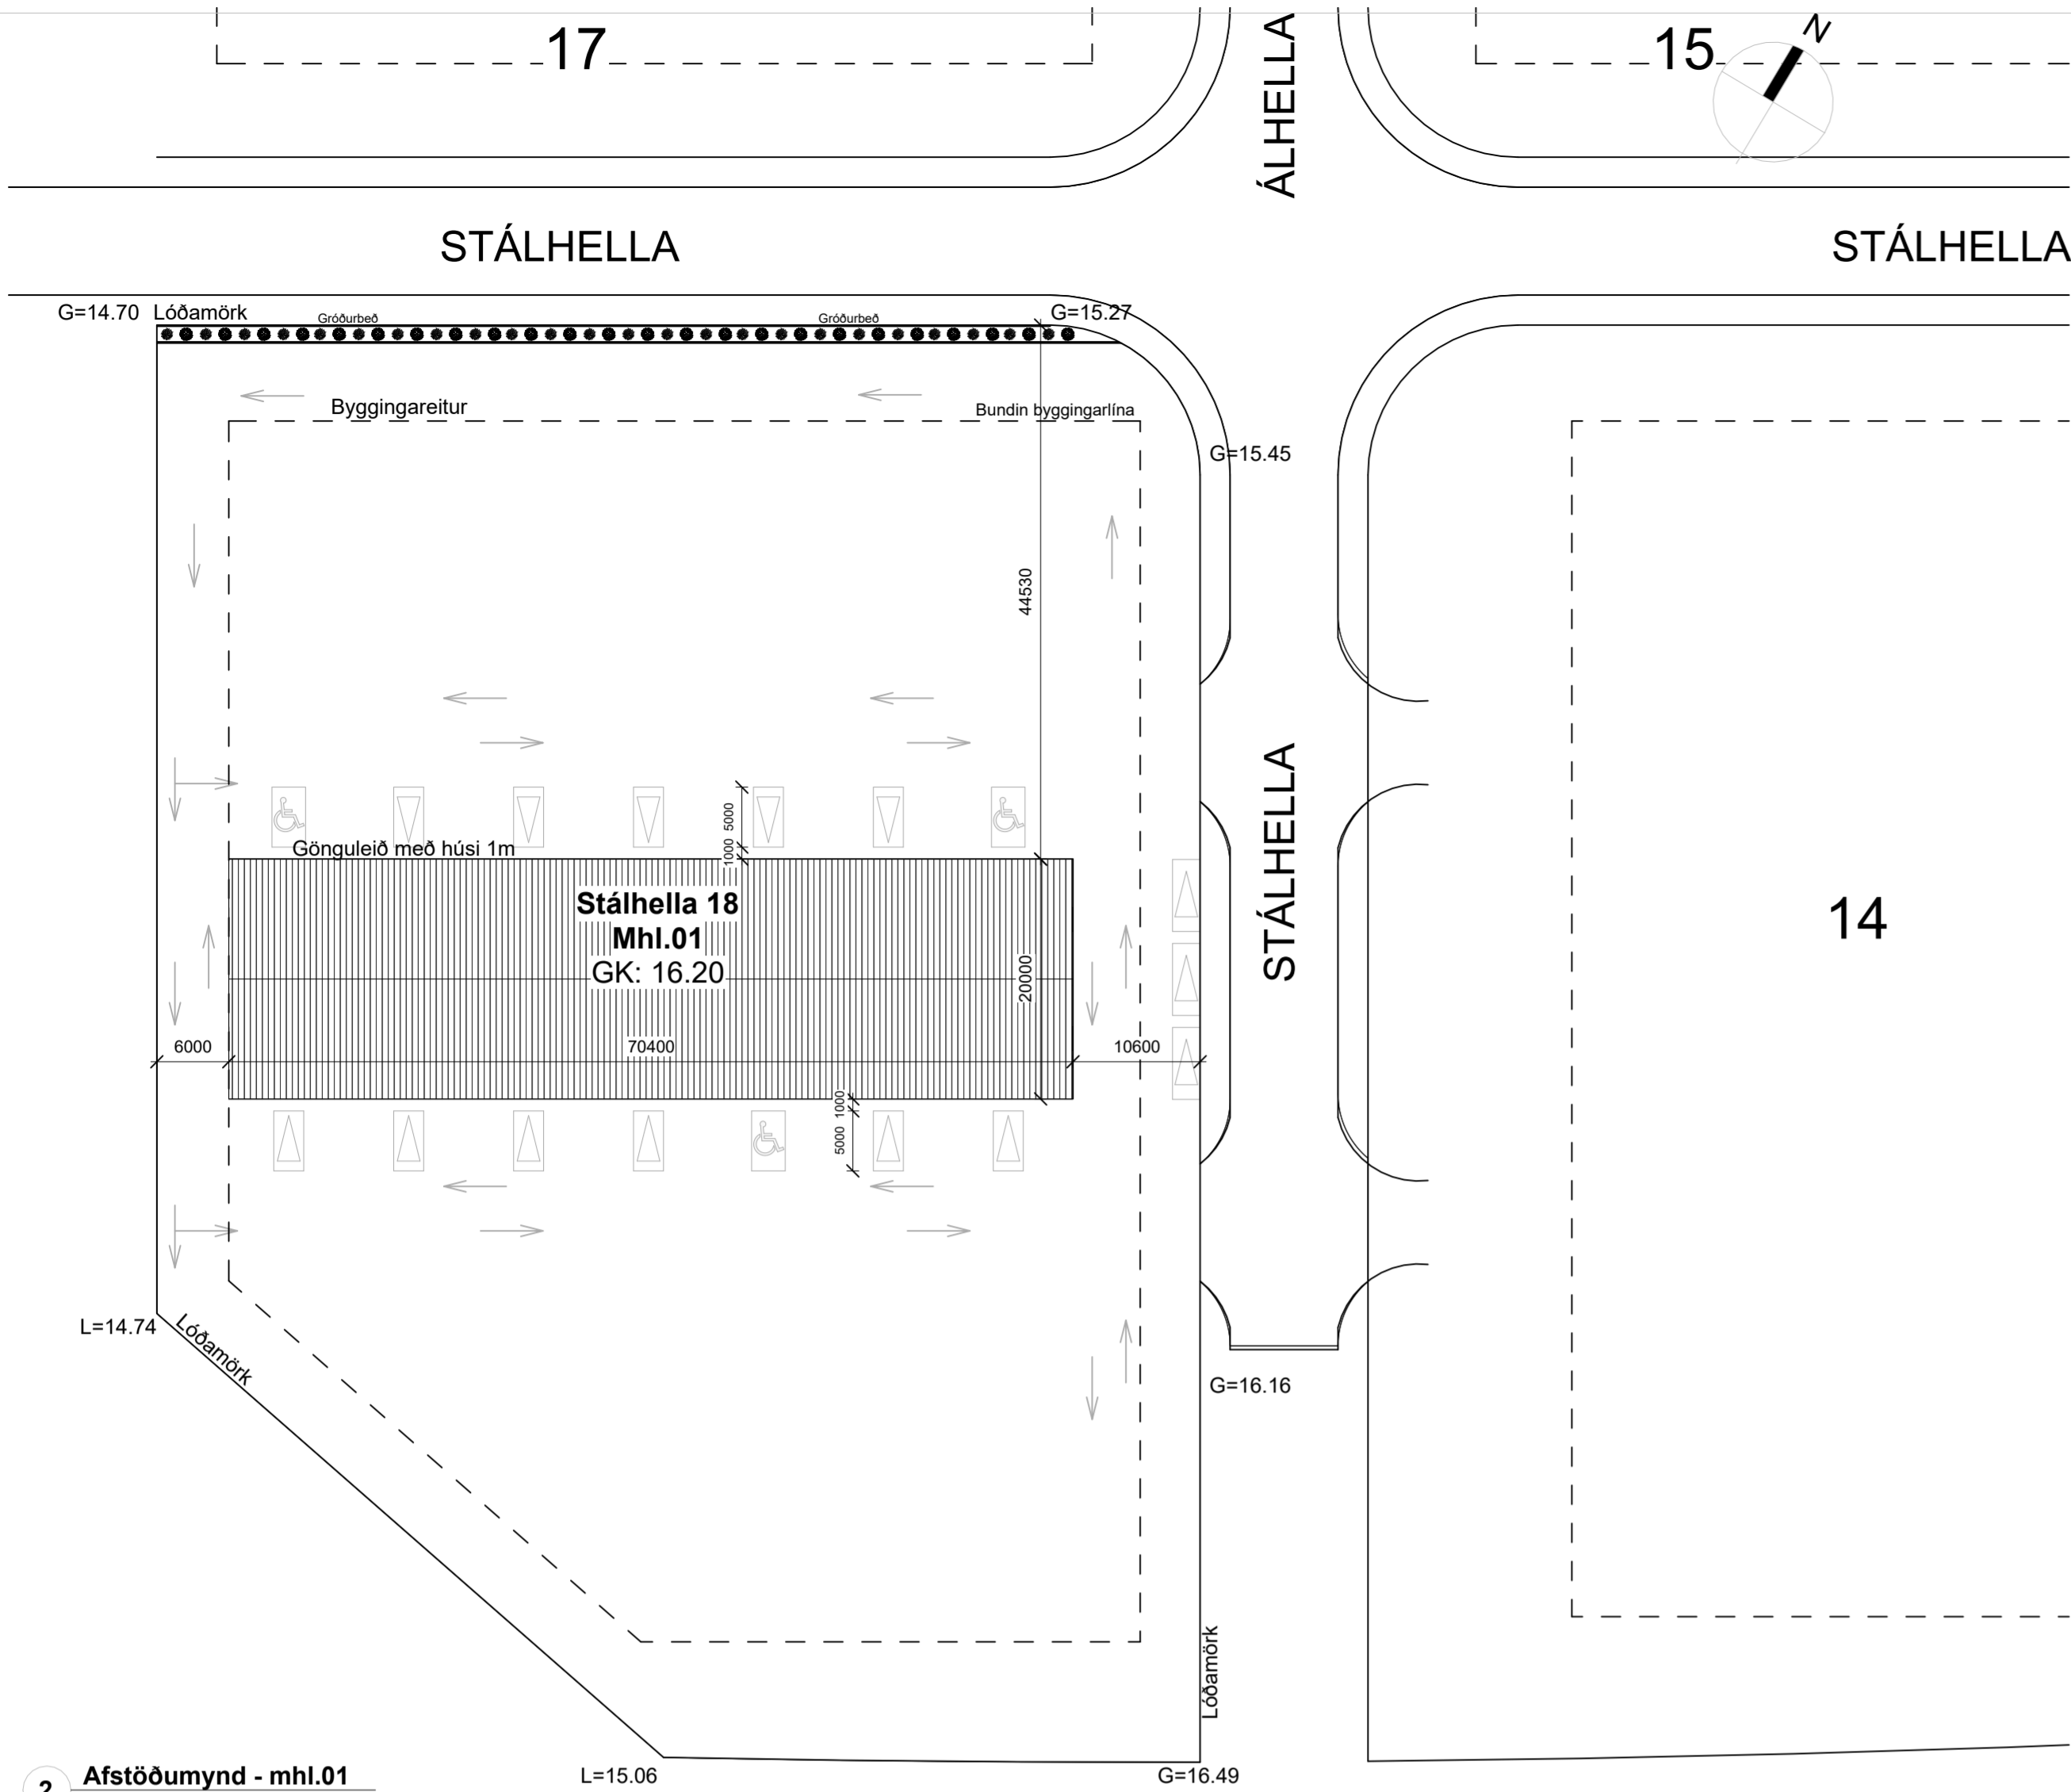 17
15
N
ÁLHELLA
STÁLHELLA
STÁLHELLA
G=14.70
Lóðamörk
Gróðurbeð
Gróðurbeð
G=15.27
Byggingareitur
Bundin byggingarlína
G=15.45
44530
STÁLHELLA
5000
1000
Gönguleið með húsi 1m
Stálhella 18
Mhl.01
GK: 16.20
20000
14
6000
70400
10600
1000
5000
L=14.74
Lóðamörk
G=16.16
Lóðamörk
2
Afstöðumynd - mhl.01
L=15.06
G=16.49